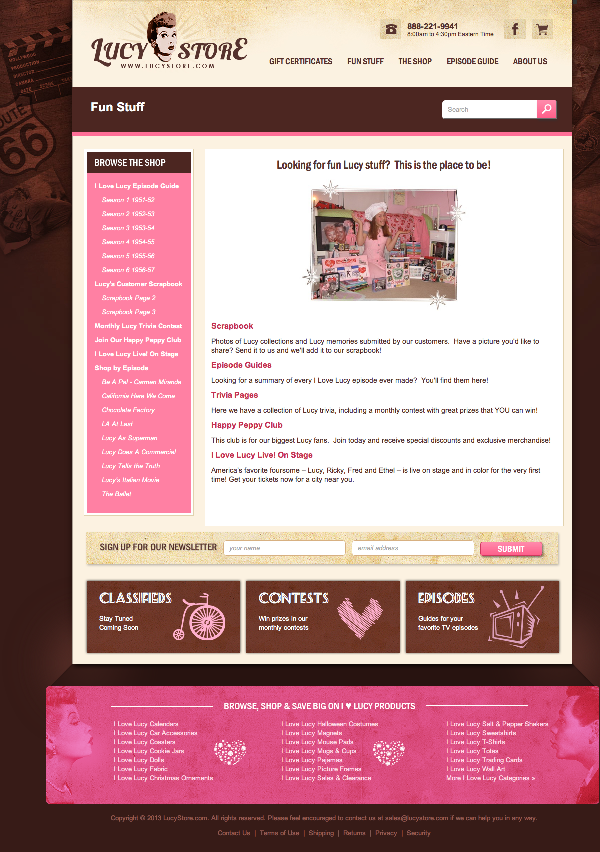 LUCY STORE
WWW.LUCYSTORE.COM
888-221-9941
8:00am to 4:30pm Eastern Time
GIFT CERTIFICATES FUN STUFF THE SHOP EPISODE GUIDE ABOUT US
ROUTE
66
Fun Stuff
Search
BROWSE THE SHOP
I Love Lucy Episode Guide
Season 1 1951-52
Season 2 1952-53
Season 3 1953-54
Season 4 1954-55
Season 5 1955-56
Season 6 1956-57
Lucy's Customer Scrapbook
Scrapbook Page 2
Scrapbook Page 3
Monthly Lucy Trivia Contest
Join Our Happy Peppy Club
I Love Lucy Live! On Stage
Shop by Episode
Be A Pal - Carmen Miranda
California Here We Come
Chocolate Factory
LA At Last
Lucy As Superman
Lucy Does A Commercial
Lucy Tells the Truth
Lucy's Italian Movie
The Ballet
Looking for fun Lucy stuff? This is the place to be!
Scrapbook
Photos of Lucy collections and Lucy memories submitted by our customers. Have a picture you'd like to
share? Send it to us and we'll add it to our scrapbook!
Episode Guides
Looking for a summary of every I Love Lucy episode ever made? You'll find them here!
Trivia Pages
Here we have a collection of Lucy trivia, including a monthly contest with great prizes that YOU can win!
Happy Peppy Club
This club is for our biggest Lucy fans. Join today and receive special discounts and exclusive merchandise!
I Love Lucy Live! On Stage
America's favorite foursome – Lucy, Ricky, Fred and Ethel – is live on stage and in color for the very first
time! Get your tickets now for a city near you.
SIGN UP FOR OUR NEWSLETTER your name email address SUBMIT
CLASSIFIEDS
Stay Tuned
Coming Soon
CONTESTS
Win prizes in our
monthly contests
EPISODES
Guides for your
favorite TV episodes
BROWSE, SHOP & SAVE BIG ON I ♥ LUCY PRODUCTS
I Love Lucy Calendars
I Love Lucy Car Accessories
I Love Lucy Coasters
I Love Lucy Cookie Jars
I Love Lucy Dolls
I Love Lucy Fabric
I Love Lucy Christmas Ornaments
I Love Lucy Halloween Costumes
I Love Lucy Magnets
I Love Lucy Mouse Pads
I Love Lucy Mugs & Cups
I Love Lucy Pajamas
I Love Lucy Picture Frames
I Love Lucy Sales & Clearance
I Love Lucy Salt & Pepper Shakers
I Love Lucy Sweatshirts
I Love Lucy T-Shirts
I Love Lucy Totes
I Love Lucy Trading Cards
I Love Lucy Wall Art
More I Love Lucy Categories »
Copyright © 2013 LucyStore.com. All rights reserved. Please feel encouraged to contact us at sales@lucystore.com if we can help you in any way.
Contact Us | Terms of Use | Shipping | Returns | Privacy | Security